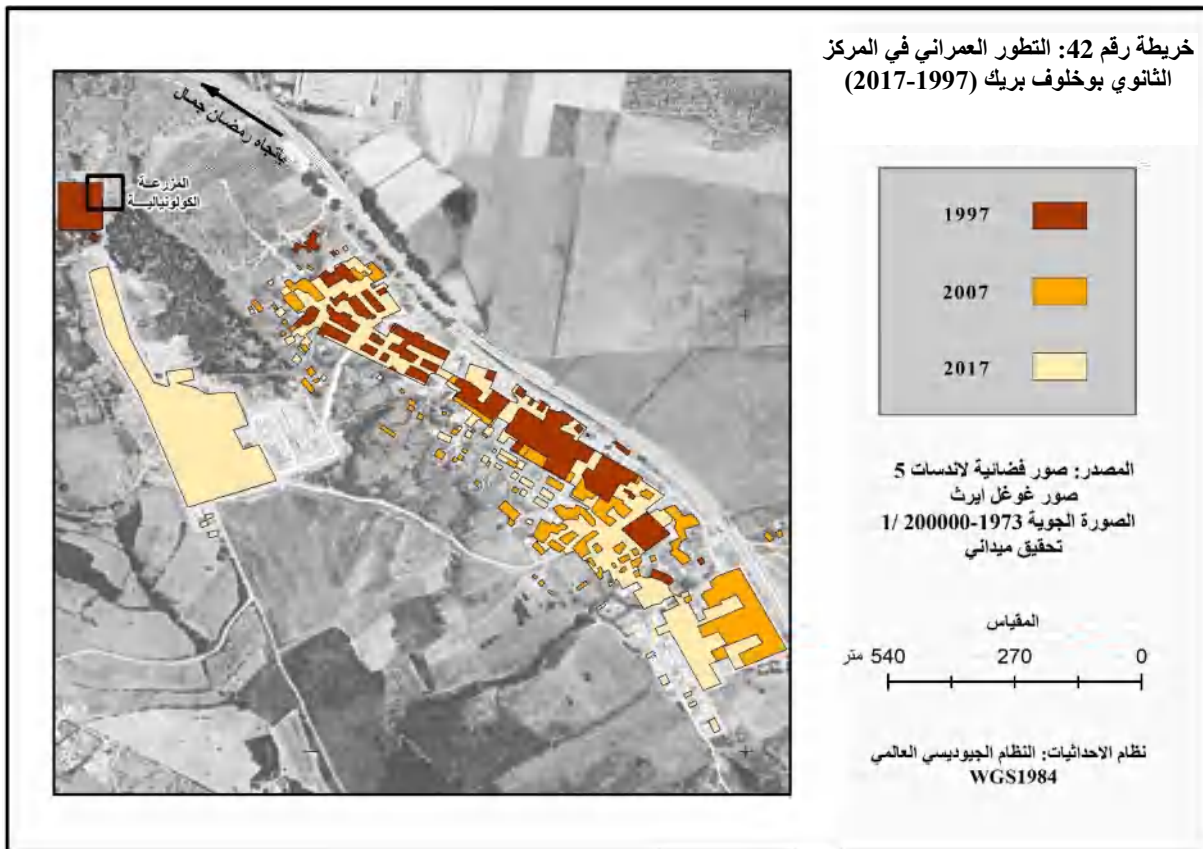 خريطة رقم 42: التطور العمراني في المركز
الثانوي بوخلوف بريك (1997-2017)
باتجاه رمضان جمال
المزرعة
الكولونيالية
1997
2007
2017
المصدر: صور فضائية لاندسات 5
صور غوغل ايرث
الصورة الجوية 1973-200000 /1
تحقيق ميداني
المقياس
0 270 540 متر
نظام الاحداثيات: النظام الجيوديسي العالمي
WGS1984